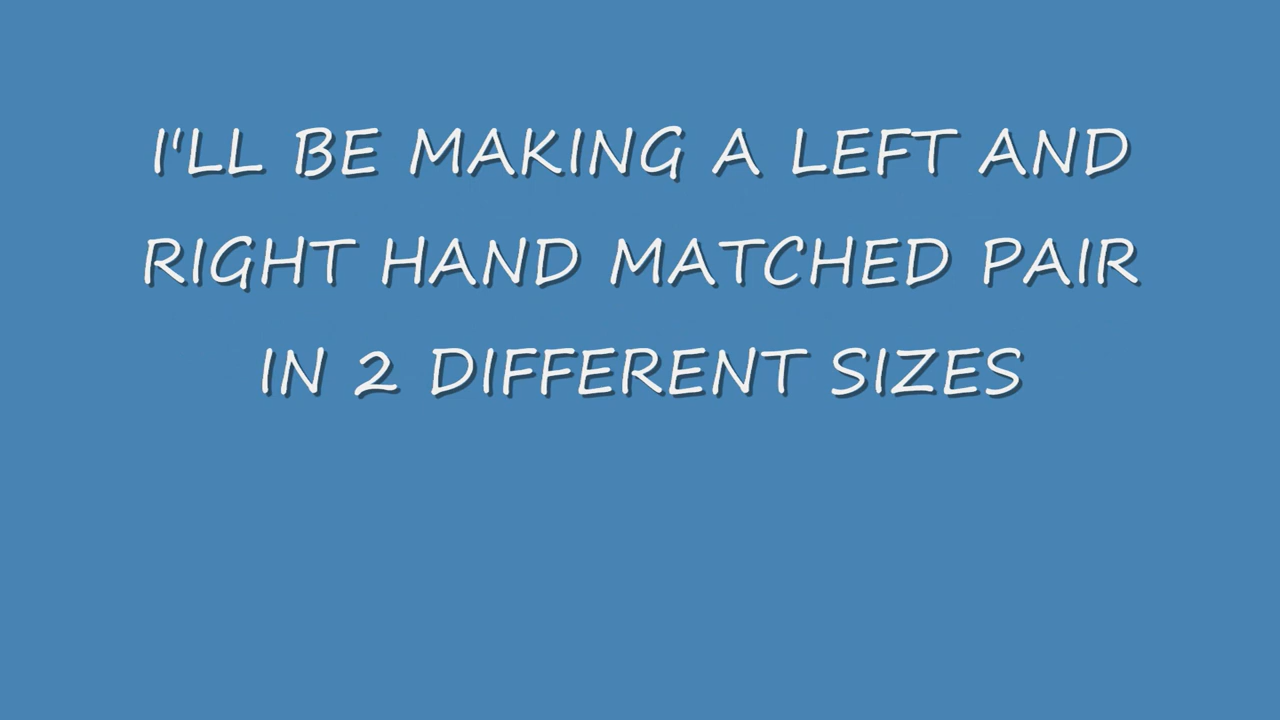 I'LL BE MAKING A LEFT AND
RIGHT HAND MATCHED PAIR
IN 2 DIFFERENT SIZES